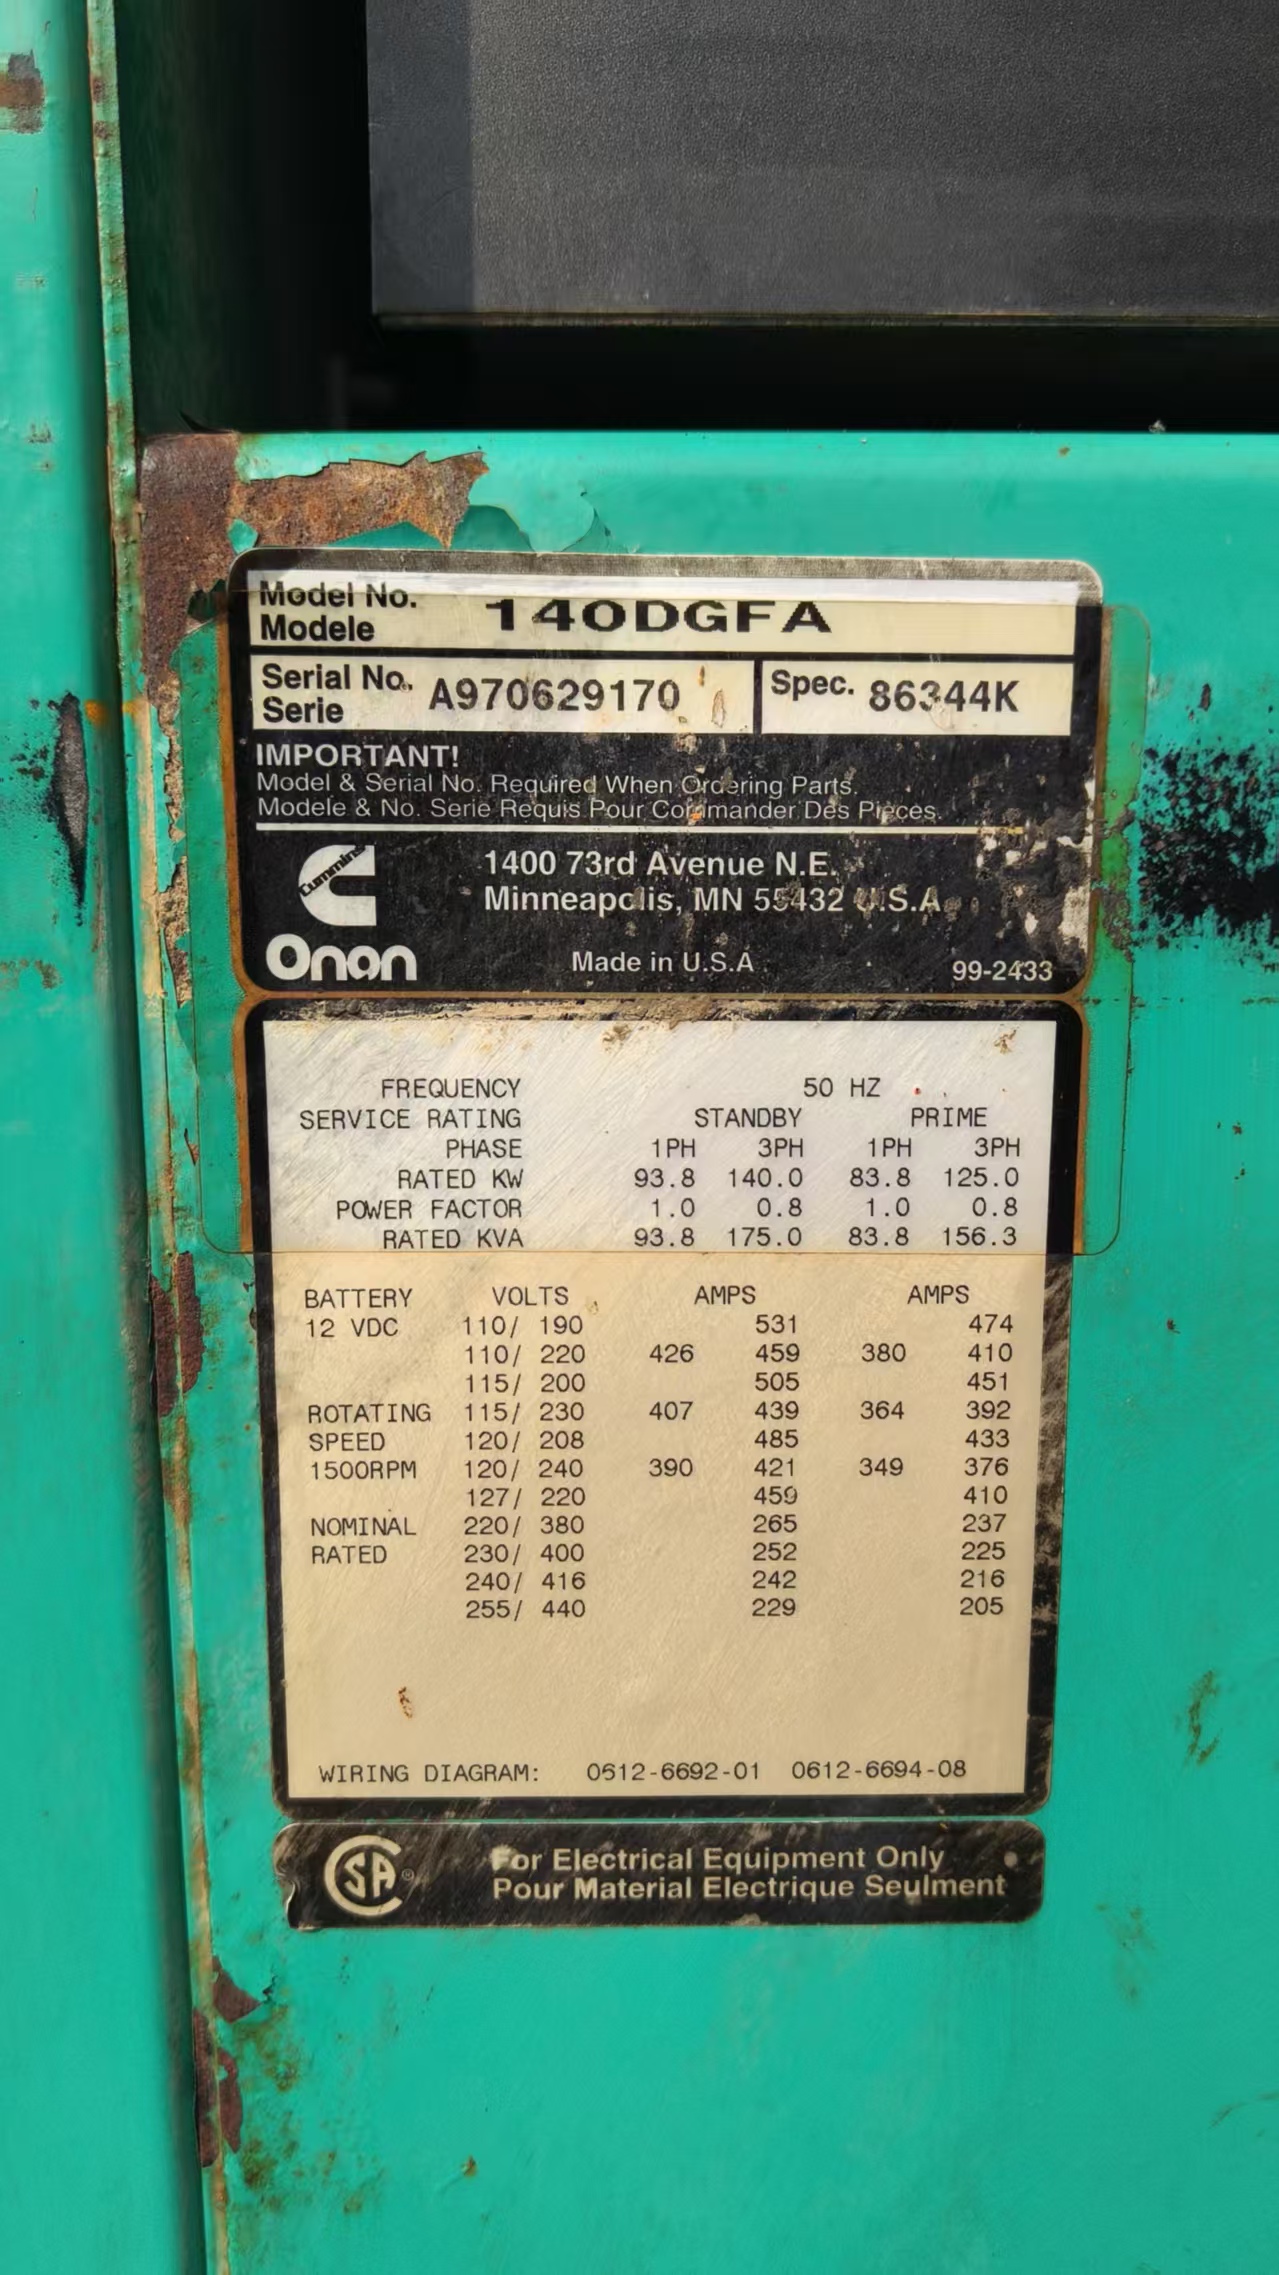 Model No. 140DGFA
Modele
Serial No. A970629170 Spec. 86344K
Serie
IMPORTANT!
Model & Serial No. Required When Ordering Parts.
Modele & No. Serie Requis Pour Commander Des Pieces.
Cummins
Onan
1400 73rd Avenue N.E.
Minneapolis, MN 55432 U.S.A.
Made in U.S.A
99-2433
FREQUENCY 50 HZ
SERVICE RATING STANDBY PRIME
PHASE 1PH 3PH 1PH 3PH
RATED KW 93.8 140.0 83.8 125.0
POWER FACTOR 1.0 0.8 1.0 0.8
RATED KVA 93.8 175.0 83.8 156.3
BATTERY VOLTS AMPS AMPS
12 VDC 110/ 190 531 474
110/ 220 426 459 380 410
115/ 200 505 451
ROTATING 115/ 230 407 439 364 392
SPEED 120/ 208 485 433
1500RPM 120/ 240 390 421 349 376
127/ 220 459 410
NOMINAL 220/ 380 265 237
RATED 230/ 400 252 225
240/ 416 242 216
255/ 440 229 205
WIRING DIAGRAM: 0612-6692-01 0612-6694-08
SA®
For Electrical Equipment Only
Pour Material Electrique Seulment